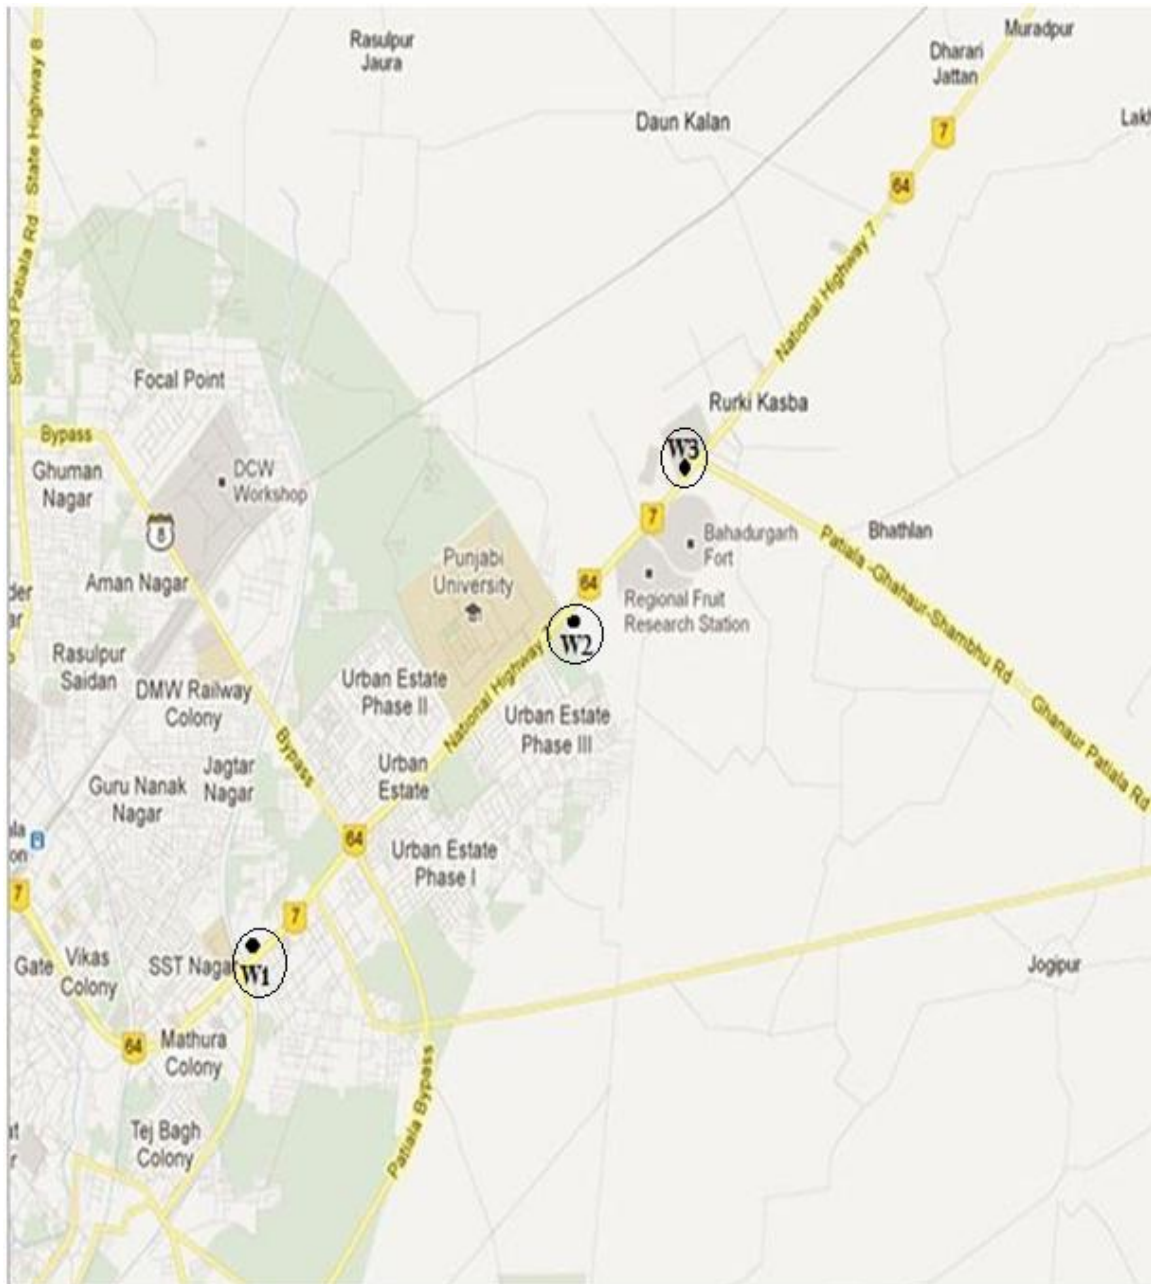 Muradpur
Rasulpur
Jaura
Dharari
Jattan
Sirhind Patiala Rd : State Highway 8
Daun Kalan
7
64
National Highway 7
Focal Point
Rurki Kasba
Bypass
W3
Ghuman
Nagar
DCW
Workshop
7
8
Patiala -Ghahaur-Shambhu Rd
Bhathlan
Bahadurgarh
Fort
Punjabi
University
Aman Nagar
64
Regional Fruit
Research Station
W2
Rasulpur
Saidan
DMW Railway
Colony
Urban Estate
Phase II
National Highway
Urban Estate
Phase III
Ghanaur Patiala Rd
Bypass
Jagtar
Nagar
Urban
Estate
Guru Nanak
Nagar
64
Urban Estate
Phase I
7
7
Gate
Vikas
Colony
SST Nagar
W1
Jogipur
64
Mathura
Colony
Patiala Bypass
Tej Bagh
Colony